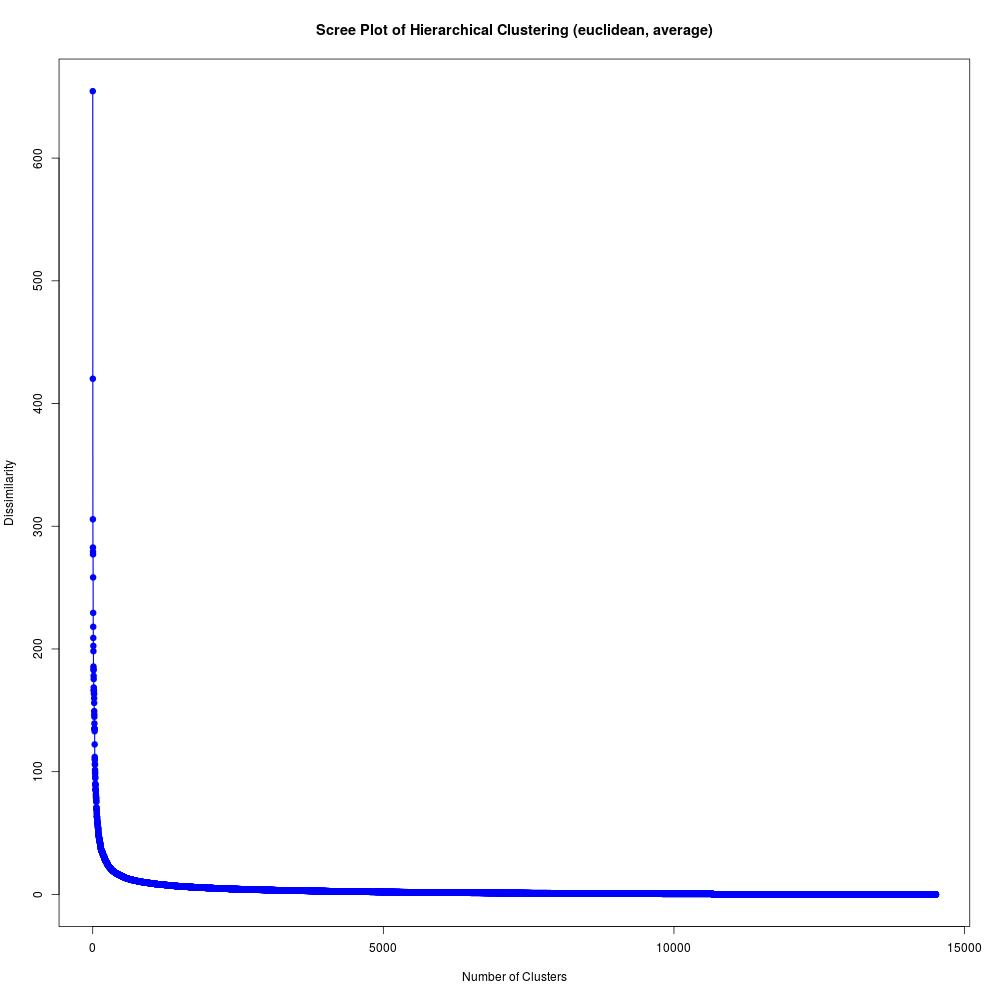 Scree Plot of Hierarchical Clustering (euclidean, average)
600
500
400
300
200
100
0
Dissimilarity
0 5000 10000 15000
Number of Clusters